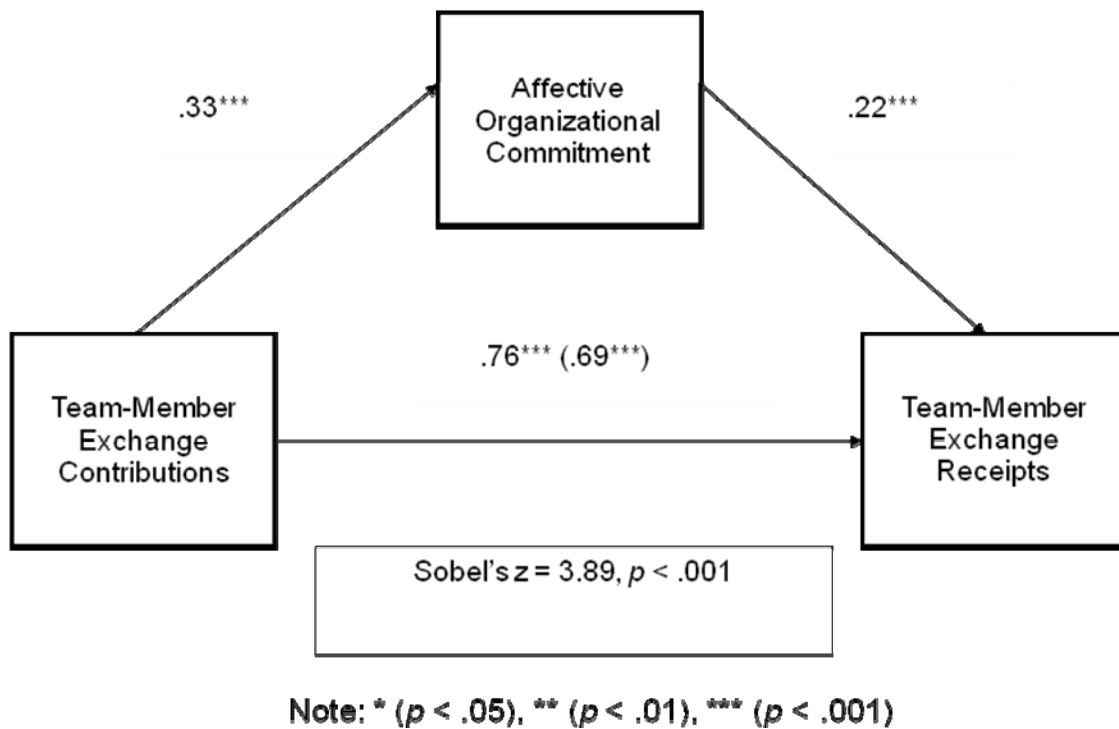 Affective
Organizational
Commitment
.33***
.22***
.76*** (.69***)
Team-Member
Exchange
Contributions
Team-Member
Exchange
Receipts
Sobel's z = 3.89, p < .001
Note: * (p < .05), ** (p < .01), *** (p < .001)